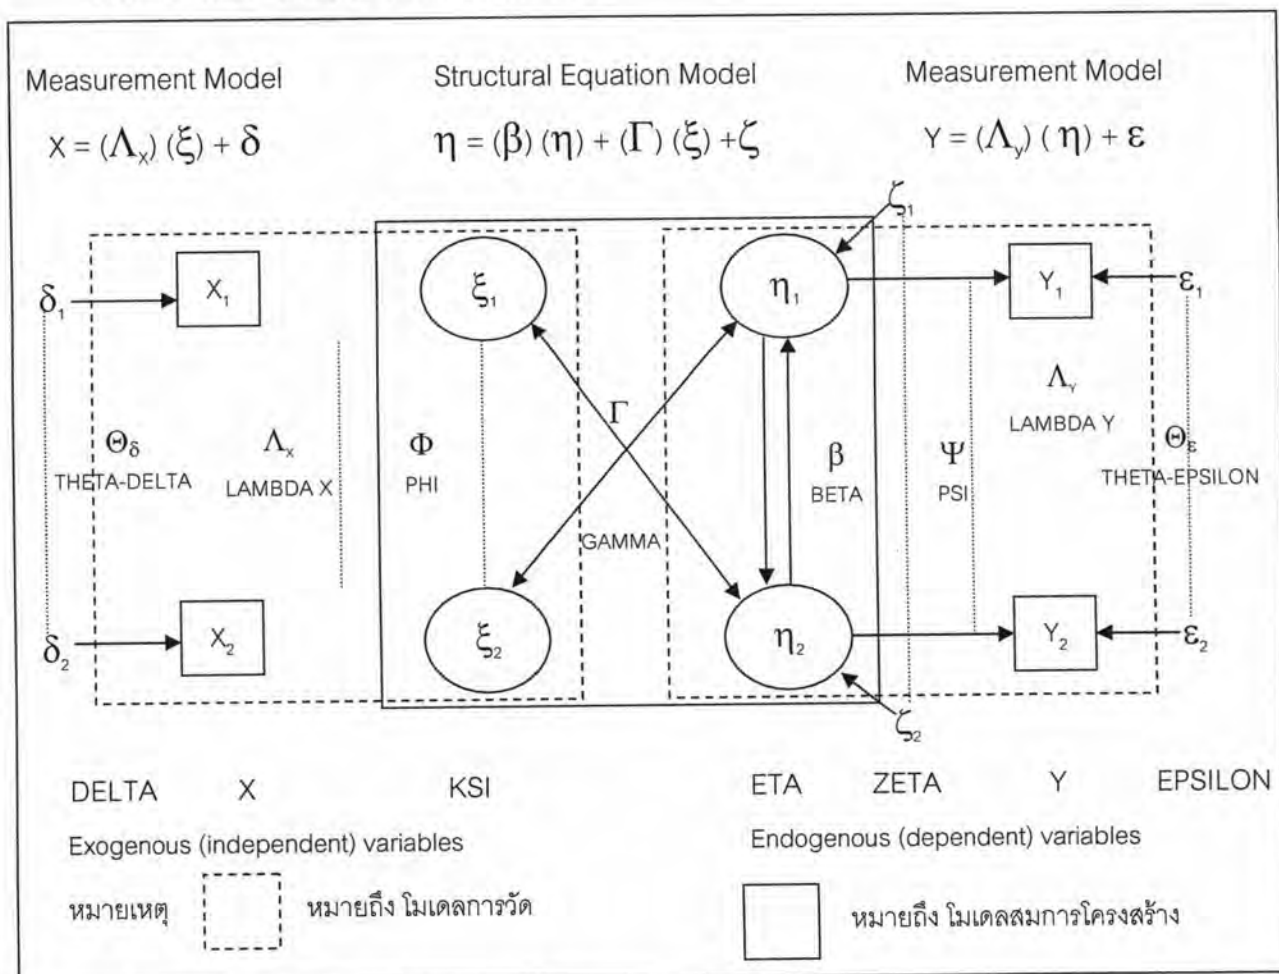 Measurement Model Structural Equation Model Measurement Model
X = (Λx) (ξ) + δ η = (β) (η) + (Γ) (ξ) +ζ Y = (Λy) ( η) + ε
ζ1
δ1 X1 ξ1 η1 Y1 ε1
Γ ΛY
LAMBDA Y
Θδ Λx Φ β Ψ Θε
THETA-DELTA LAMBDA X PHI BETA PSI THETA-EPSILON
GAMMA
δ2 X2 ξ2 η2 Y2 ε2
ζ2
DELTA X KSI ETA ZETA Y EPSILON
Exogenous (independent) variables Endogenous (dependent) variables
หมายเหตุ หมายถึง โมเดลการวัด หมายถึง โมเดลสมการโครงสร้าง